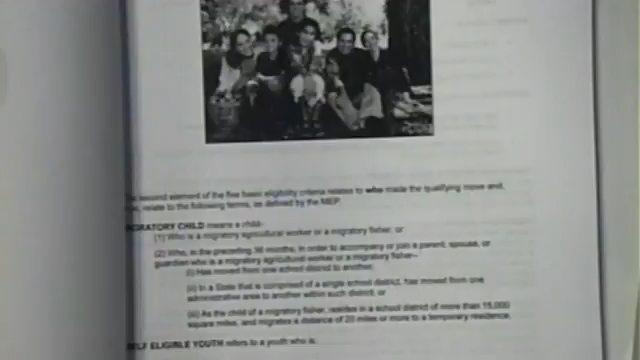 second element of the five basic eligibility criteria relates to who made the qualifying move and,
relate to the following terms, as defined by the MEP.
MIGRATORY CHILD means a child-
(1) Who is a migratory agricultural worker or a migratory fisher; or
(2) Who, in the preceding 36 months, in order to accompany or join a parent, spouse, or
guardian who is a migratory agricultural worker or a migratory fisher--
(i) Has moved from one school district to another;
(ii) In a State that is comprised of a single school district, has moved from one
administrative area to another within such district; or
(iii) As the child of a migratory fisher, resides in a school district of more than 15,000
square miles, and migrates a distance of 20 miles or more to a temporary residence.
SELF ELIGIBLE YOUTH refers to a youth who is: